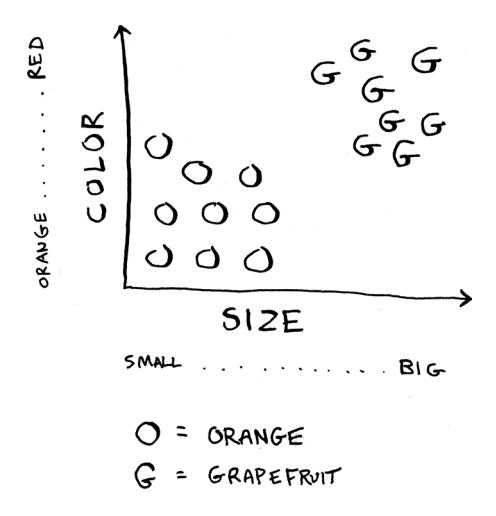 ORANGE ....... RED
COLOR
G G G
G
G G
G G
O
O O
O O O
O O O
SIZE
SMALL ............ BIG
O = ORANGE
G = GRAPEFRUIT